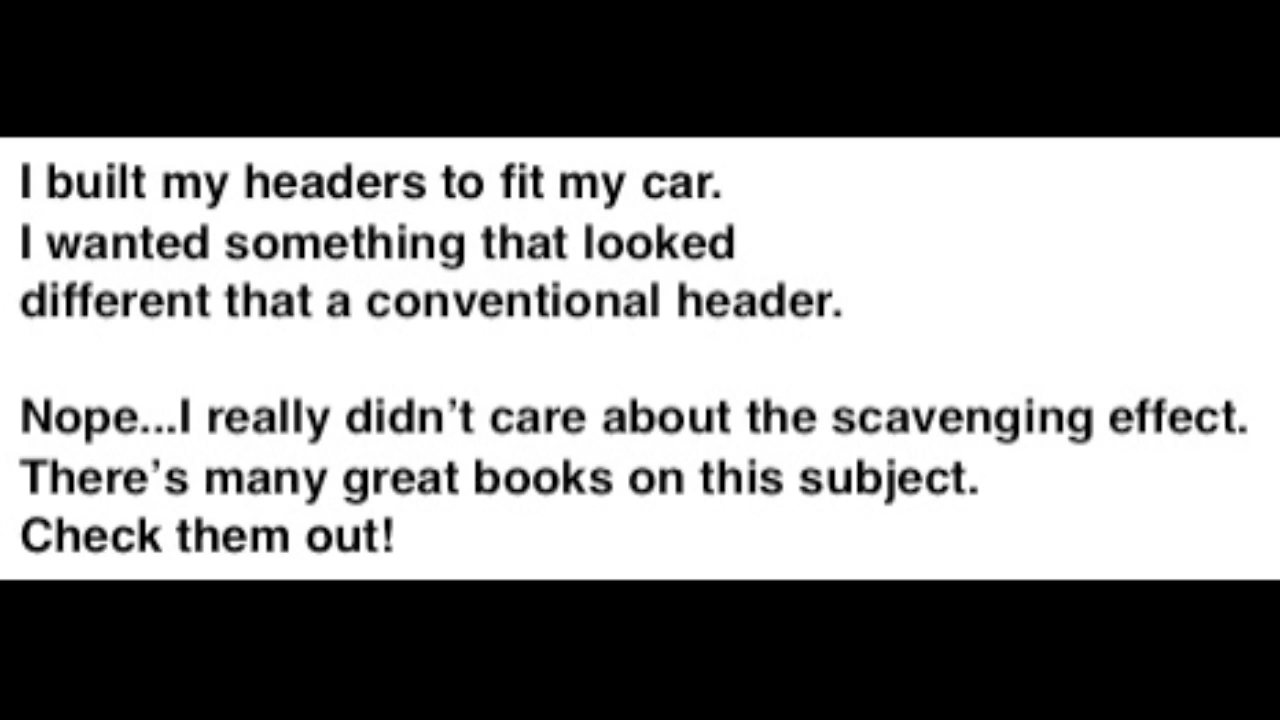 I built my headers to fit my car.
I wanted something that looked
different that a conventional header.
Nope...I really didn’t care about the scavenging effect.
There’s many great books on this subject.
Check them out!